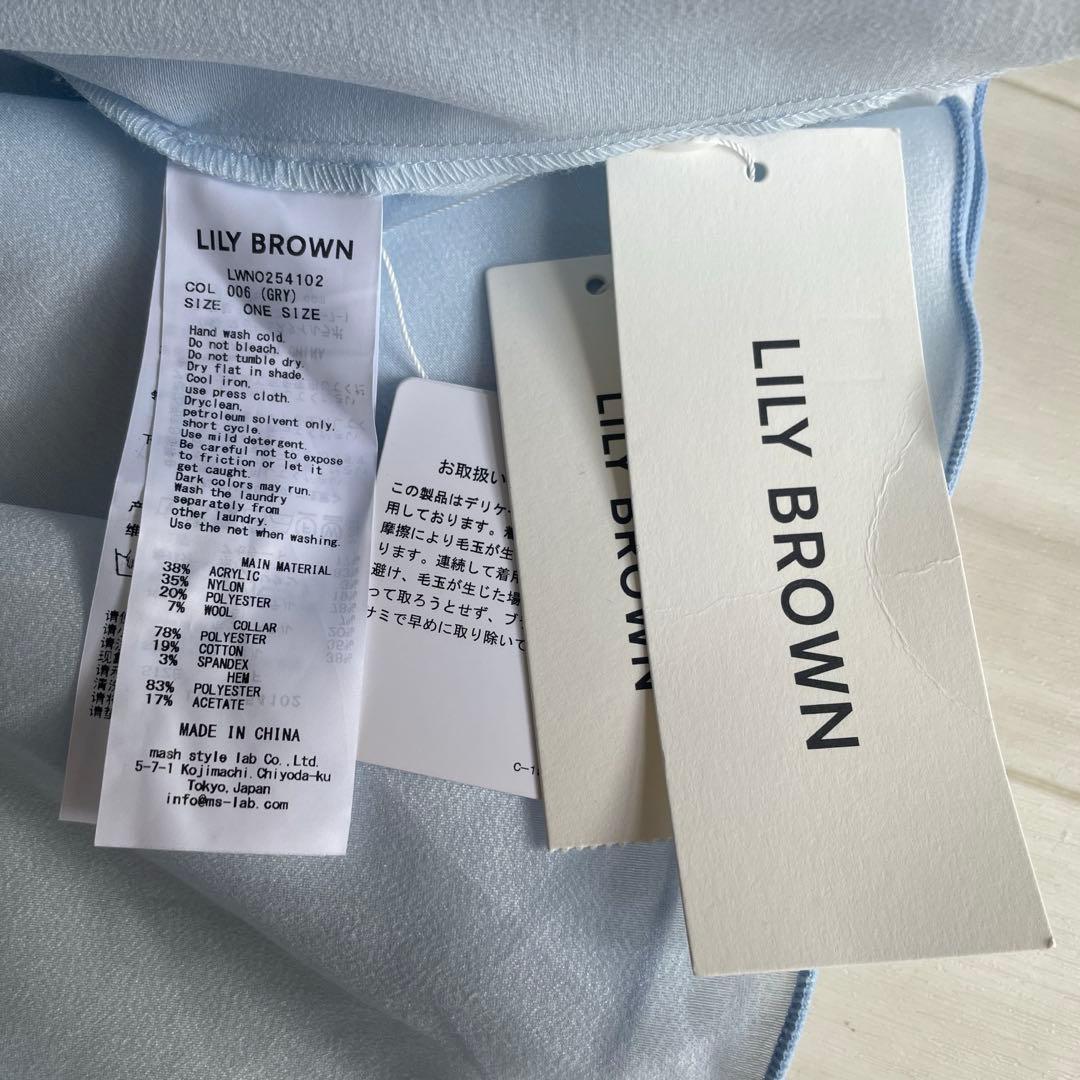 LILY BROWN
LWNO254102
COL 006 (GRY)
SIZE ONE SIZE
Hand wash cold.
Do not bleach.
Do not tumble dry.
Dry flat in shade.
Cool iron,
use press cloth.
Dryclean,
petroleum solvent only,
short cycle.
Use mild detergent.
Be careful not to expose
to friction or let it
get caught.
Dark colors may run.
Wash the laundry
separately from
other laundry.
Use the net when washing.
MAIN MATERIAL
38% ACRYLIC
35% NYLON
20% POLYESTER
7% WOOL
COLLAR
78% POLYESTER
19% COTTON
3% SPANDEX
HEM
83% POLYESTER
17% ACETATE
MADE IN CHINA
mash style lab Co.,Ltd.
5-7-1 Kojimachi,Chiyoda-ku
Tokyo,Japan
info@ms-lab.com
お取扱い
この製品はデリケー
用しております。着
摩擦により毛玉が生
ります。連続して着用
避け、毛玉が生じた場
って取ろうとせず、ブ
ナミで早めに取り除いて
LILY BROWN
LILY BROWN